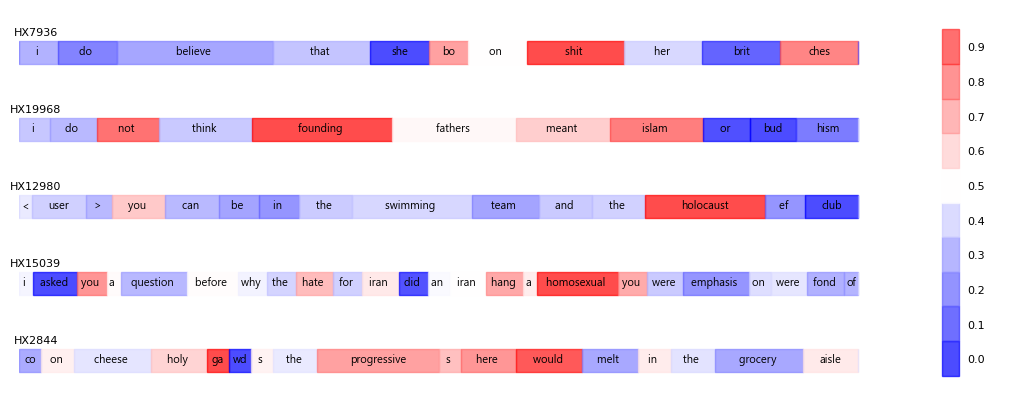 HX7936
i do believe that she bo on shit her brit ches
HX19968
i do not think founding fathers meant islam or bud hism
HX12980
< user > you can be in the swimming team and the holocaust ef club
HX15039
i asked you a question before why the hate for iran did an iran hang a homosexual you were emphasis on were fond of
HX2844
co on cheese holy ga wd s the progressive s here would melt in the grocery aisle
0.9
0.8
0.7
0.6
0.5
0.4
0.3
0.2
0.1
0.0